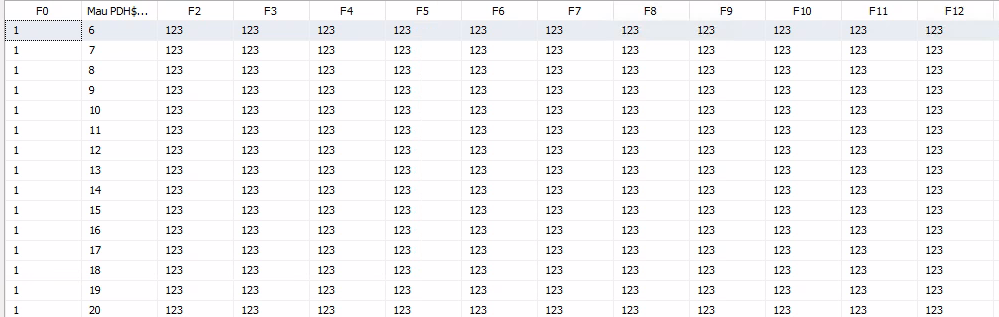 F0 Mau PDH$... F2 F3 F4 F5 F6 F7 F8 F9 F10 F11 F12
1 6 123 123 123 123 123 123 123 123 123 123 123
1 7 123 123 123 123 123 123 123 123 123 123 123
1 8 123 123 123 123 123 123 123 123 123 123 123
1 9 123 123 123 123 123 123 123 123 123 123 123
1 10 123 123 123 123 123 123 123 123 123 123 123
1 11 123 123 123 123 123 123 123 123 123 123 123
1 12 123 123 123 123 123 123 123 123 123 123 123
1 13 123 123 123 123 123 123 123 123 123 123 123
1 14 123 123 123 123 123 123 123 123 123 123 123
1 15 123 123 123 123 123 123 123 123 123 123 123
1 16 123 123 123 123 123 123 123 123 123 123 123
1 17 123 123 123 123 123 123 123 123 123 123 123
1 18 123 123 123 123 123 123 123 123 123 123 123
1 19 123 123 123 123 123 123 123 123 123 123 123
1 20 123 123 123 123 123 123 123 123 123 123 123